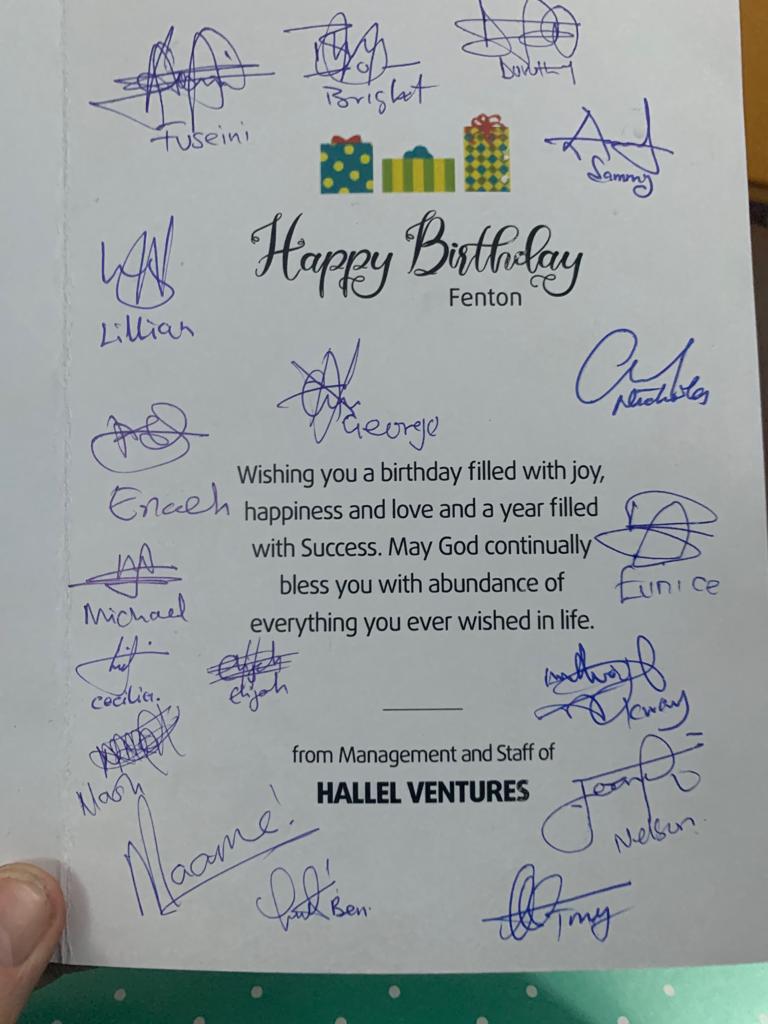 Fuseini
Bright
Dorothy
Sammy
Happy Birthday
Fenton
Lillian
George
Nicholas
Wishing you a birthday filled with joy,
happiness and love and a year filled
with Success. May God continually
bless you with abundance of
everything you ever wished in life.
Enoch
Eunice
Michael
Cecilia.
Elijah
from Management and Staff of
HALLEL VENTURES
Nelson
Naame!
Ben